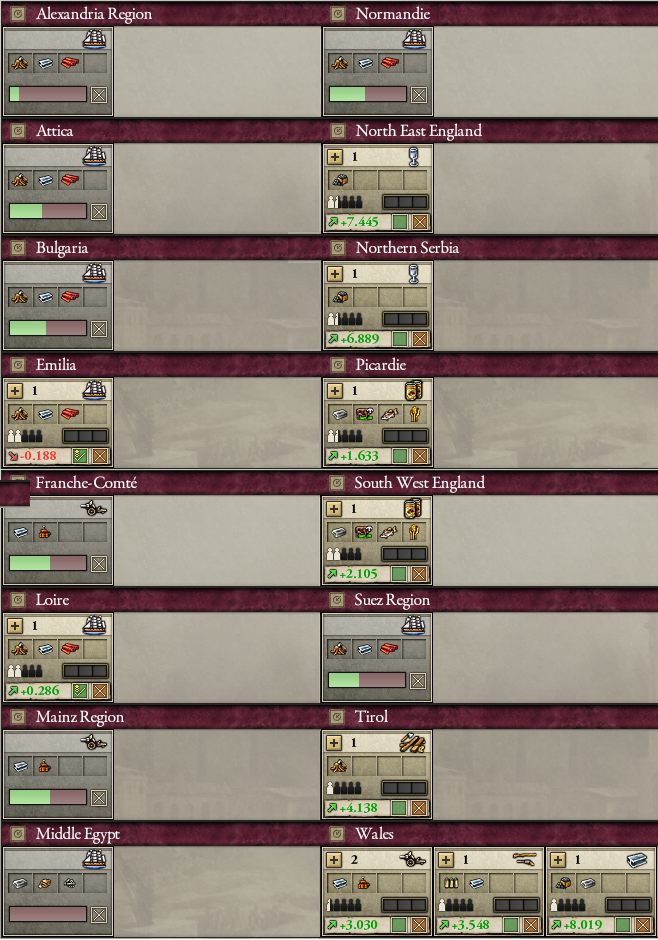 Alexandria Region
Normandie
Attica
North East England
+ 1
+7.445
Bulgaria
Northern Serbia
+ 1
+6.889
Emilia
Picardie
+ 1
+ 1
-0.188
+1.633
Franche-Comté
South West England
+ 1
+2.105
Loire
Suez Region
+ 1
+0.286
Mainz Region
Tirol
+ 1
+4.138
Middle Egypt
Wales
+ 2
+ 1
+ 1
+3.030
+3.548
+8.019